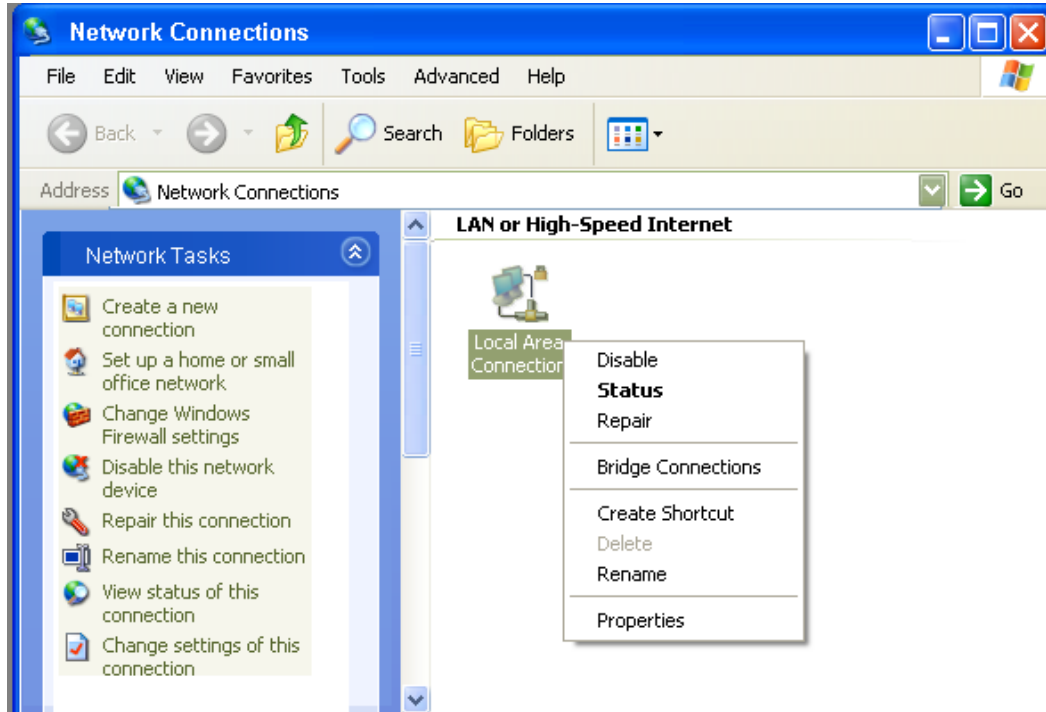 Network Connections
File Edit View Favorites Tools Advanced Help
Back Search Folders
Address Network Connections Go
Network Tasks
Create a new
connection
Set up a home or small
office network
Change Windows
Firewall settings
Disable this network
device
Repair this connection
Rename this connection
View status of this
connection
Change settings of this
connection
LAN or High-Speed Internet
Local Area
Connection
Disable
Status
Repair
Bridge Connections
Create Shortcut
Delete
Rename
Properties